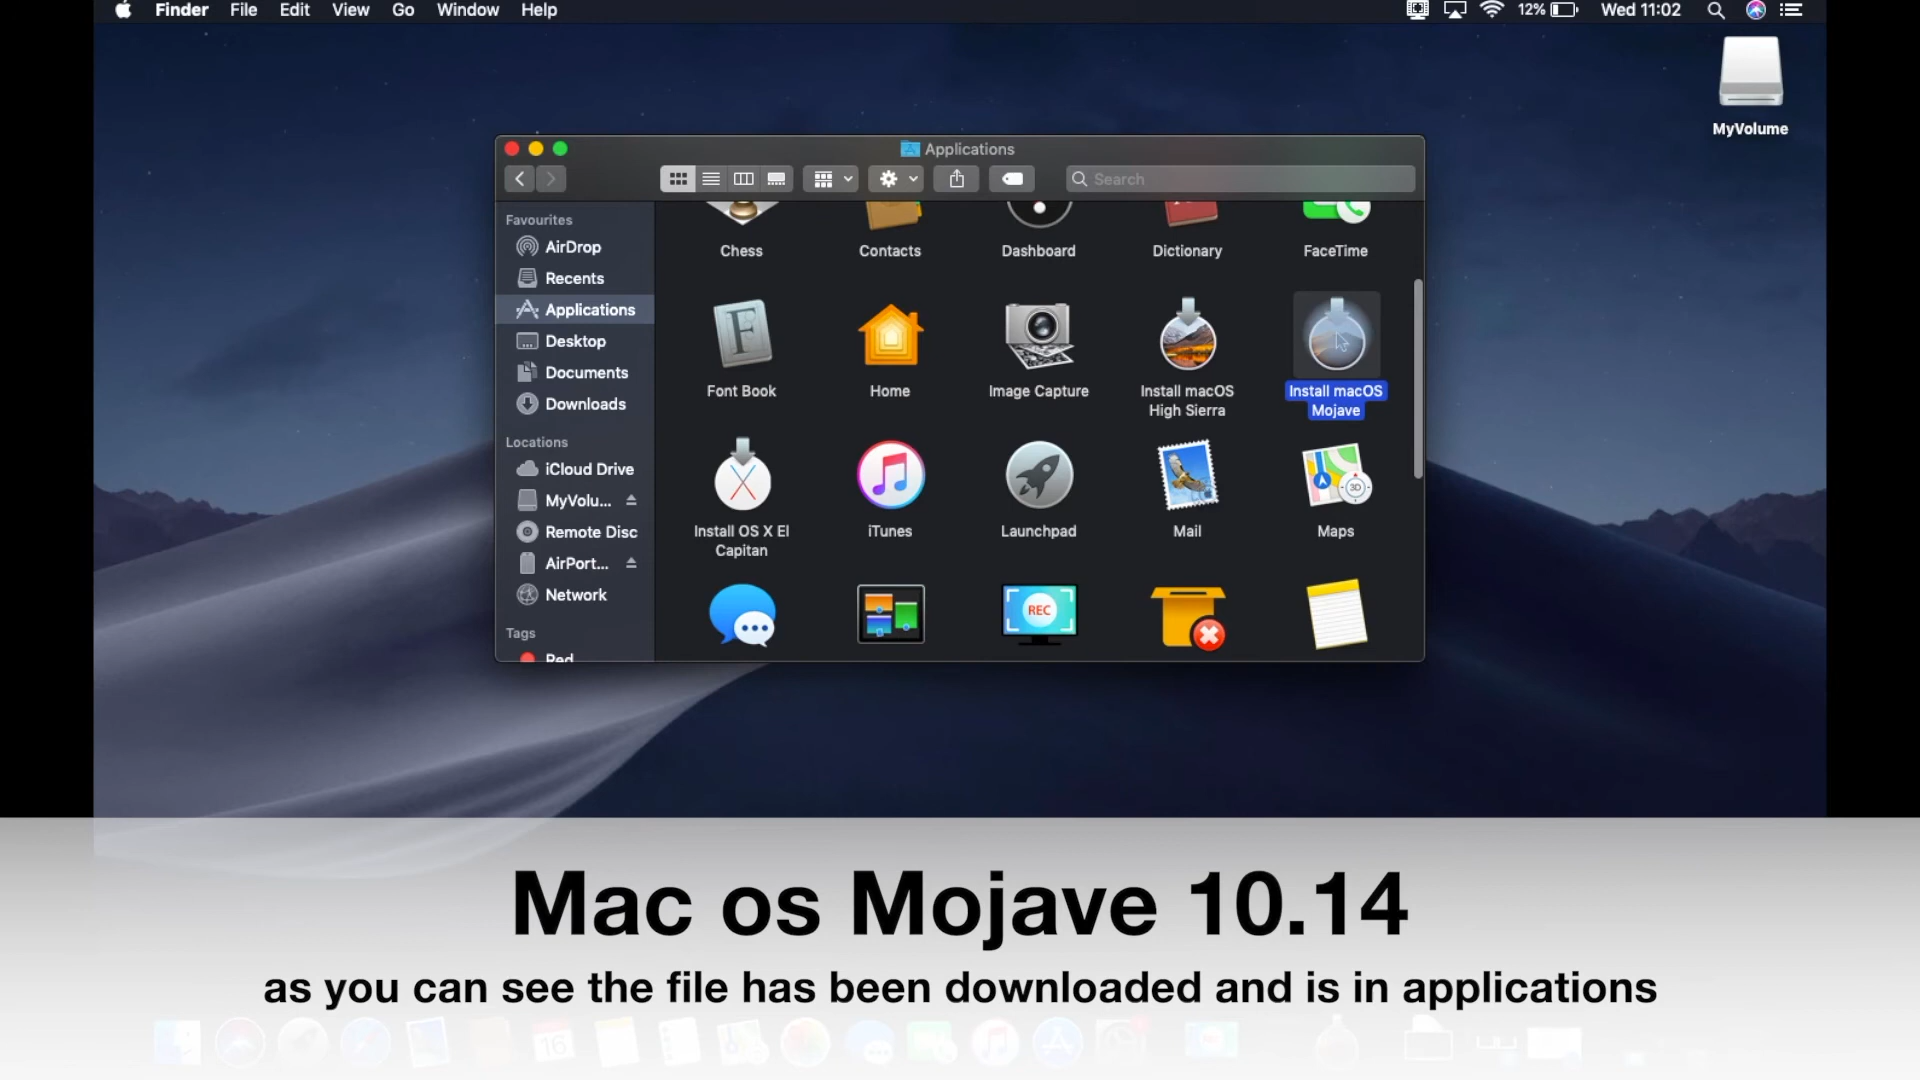 Finder File Edit View Go Window Help 12% Wed 11:02
MyVolume
Applications
Search
Favourites
AirDrop
Recents
Applications
Desktop
Documents
Downloads
Locations
iCloud Drive
MyVolu...
Remote Disc
AirPort...
Network
Tags
Red
Chess Contacts Dashboard Dictionary FaceTime
F
Font Book Home Image Capture Install macOS High Sierra Install macOS Mojave
3D
Install OS X El Capitan iTunes Launchpad Mail Maps
REC
Mac os Mojave 10.14
as you can see the file has been downloaded and is in applications
16